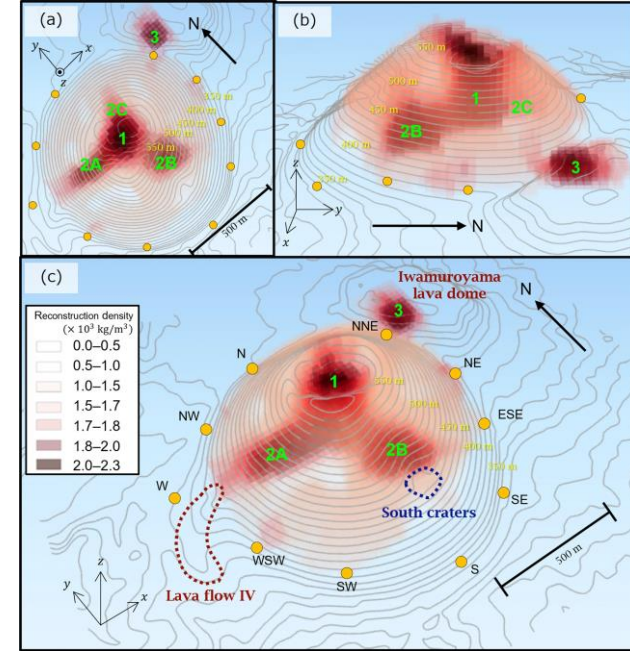 (a)
3
N
y
x
z
350 m
400 m
450 m
500 m
550 m
2C
1
2A
2B
500 m
(b)
550 m
500 m
450 m
400 m
350 m
1
2C
2B
3
z
y
x
N
(c)
Iwamuroyama
lava dome
N
3
NNE
N
NE
1
550 m
500 m
450 m
400 m
350 m
ESE
NW
2A
2B
W
SE
South craters
WSW
SW
S
500 m
Lava flow IV
z
y
x
Reconstruction density
(× 10³ kg/m³)
0.0–0.5
0.5–1.0
1.0–1.5
1.5–1.7
1.7–1.8
1.8–2.0
2.0–2.3